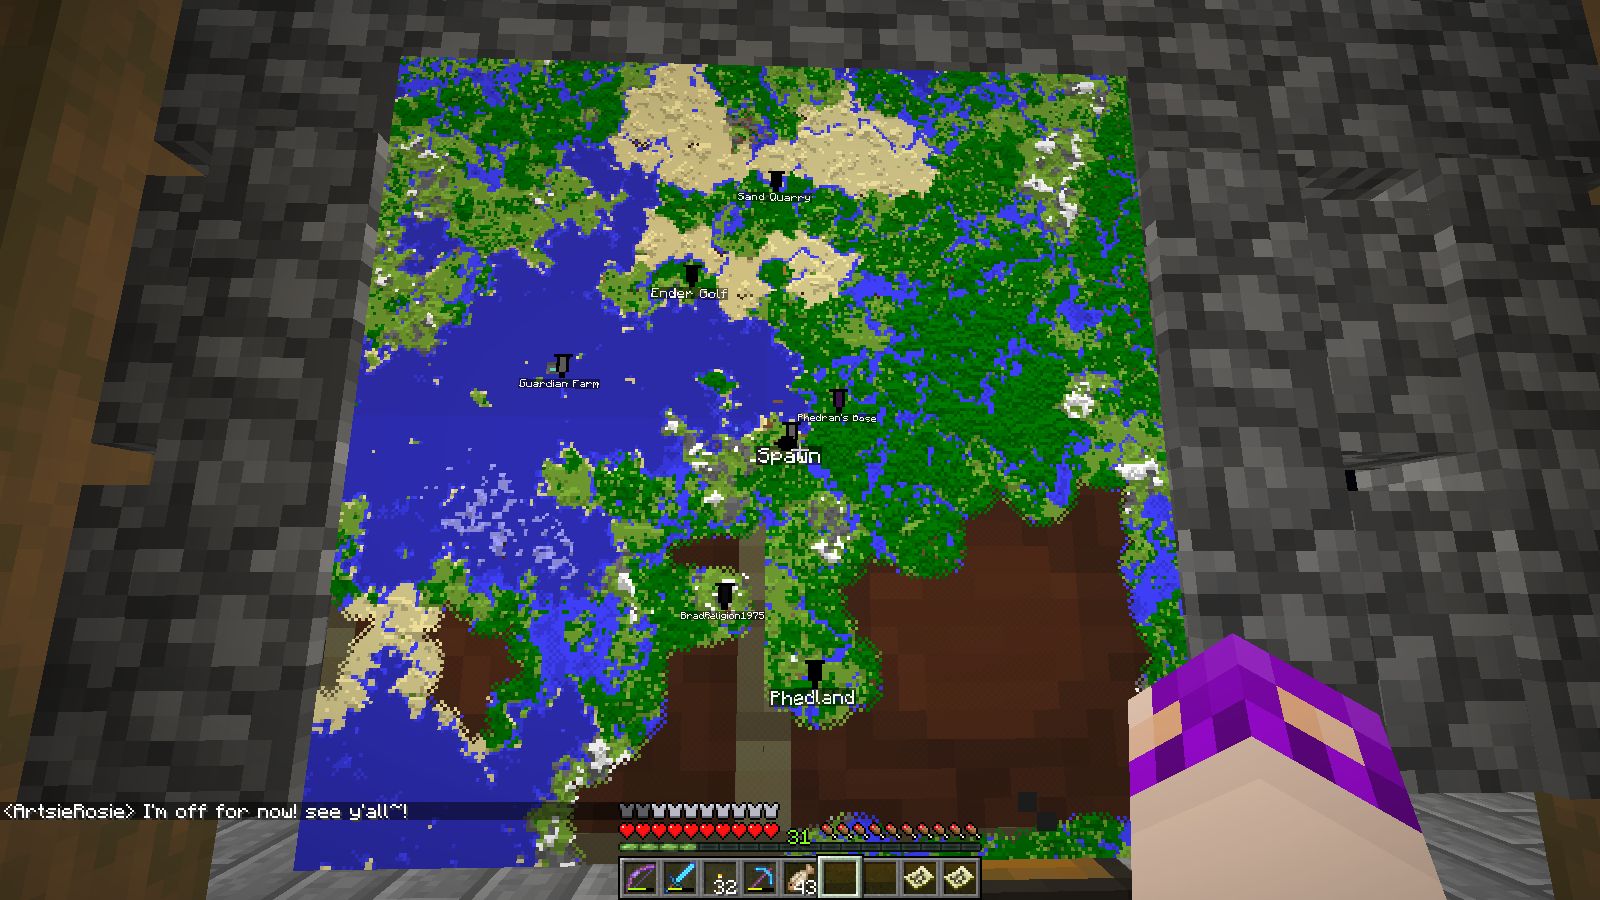 Sand Quarry
Ender Golf
Guardian Farm
Phedran's Base
Spawn
BradReligion1975
Phedland
<ArtsieRosie> I'm off for now! see y'all~!
31
32
43